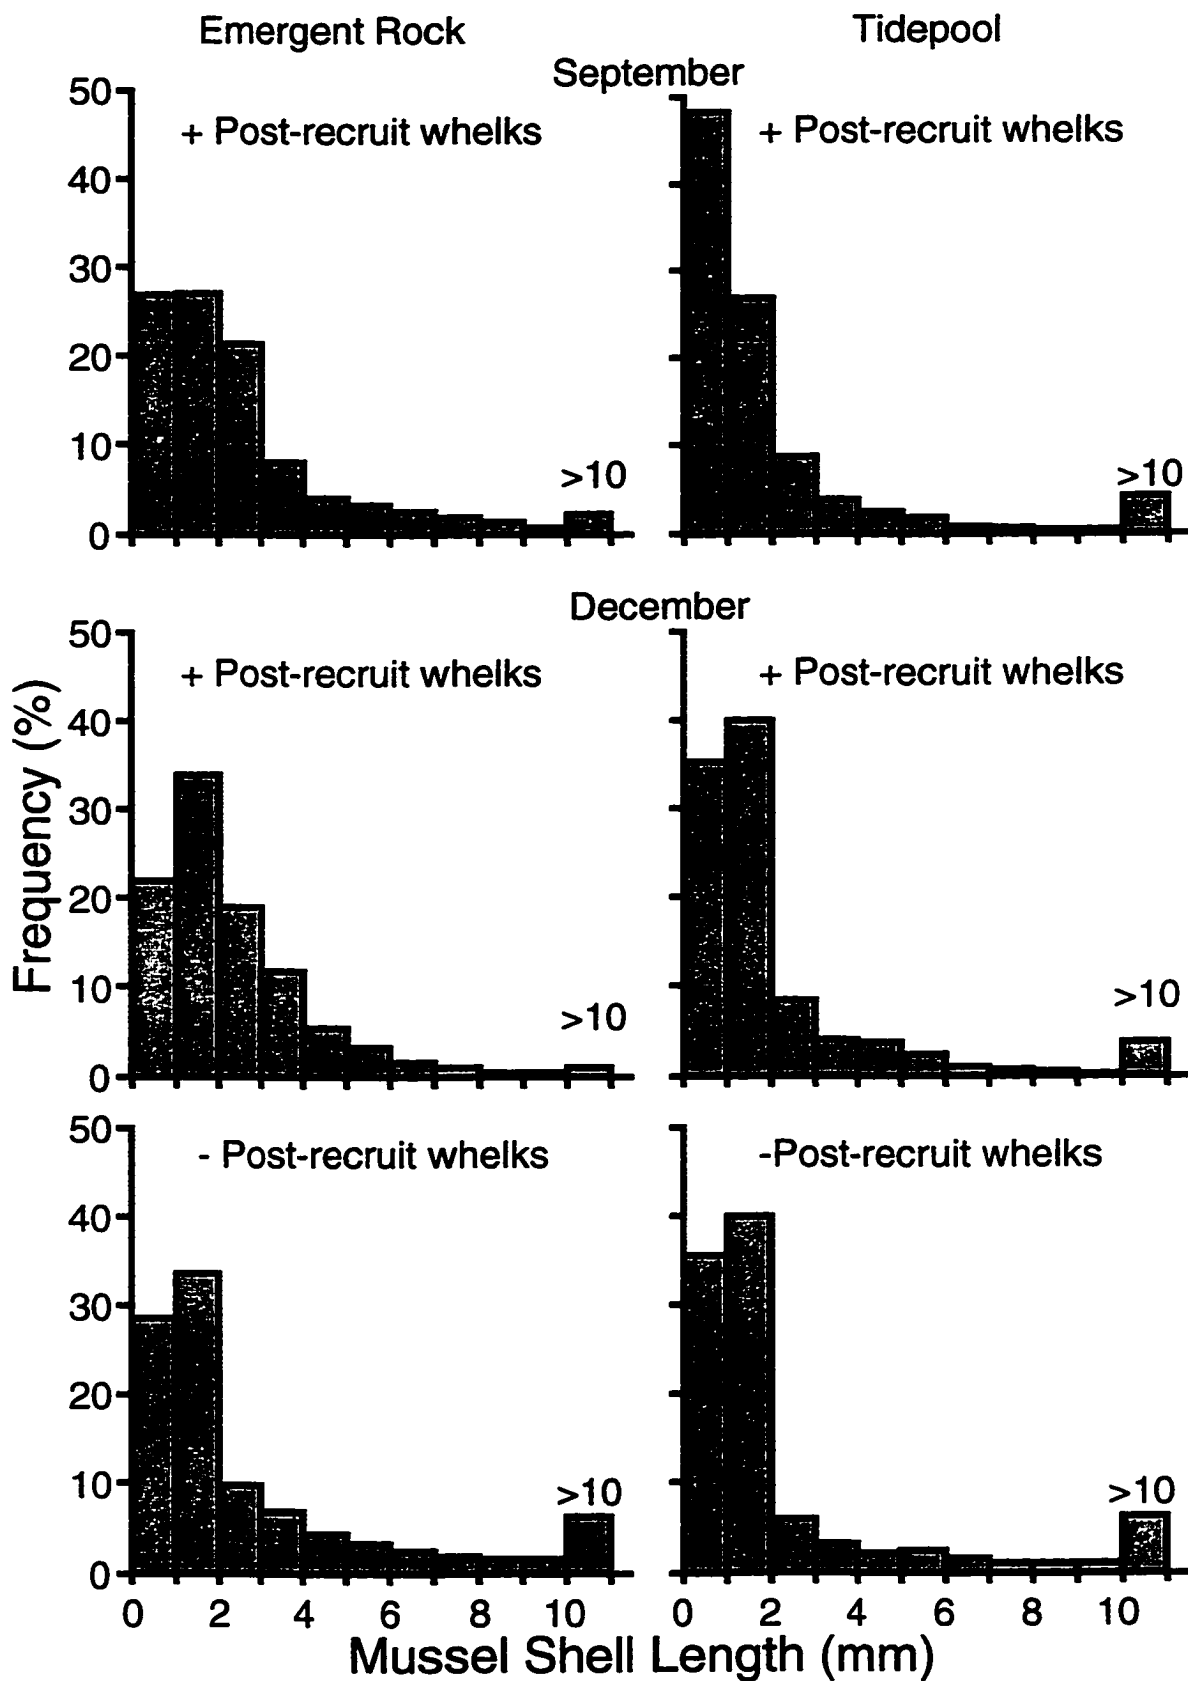 Emergent Rock Tidepool
September
50
+ Post-recruit whelks + Post-recruit whelks
40
30
20
10
>10 >10
0
December
50
+ Post-recruit whelks + Post-recruit whelks
40
30
20
10
>10 >10
0
Frequency (%)
50
- Post-recruit whelks -Post-recruit whelks
40
30
20
10
>10 >10
0
0 2 4 6 8 10 0 2 4 6 8 10
Mussel Shell Length (mm)